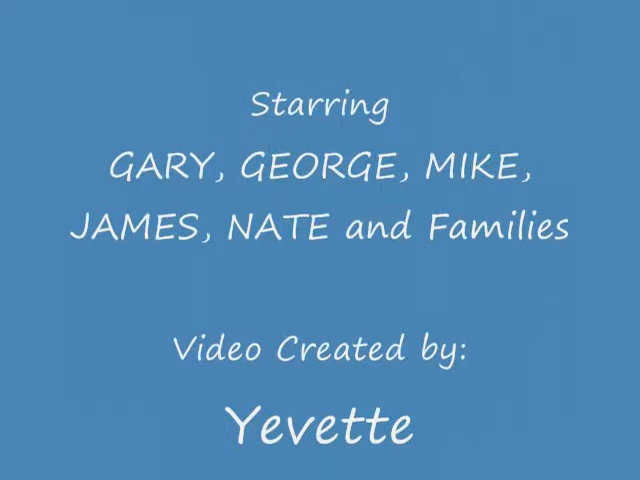 Starring
GARY, GEORGE, MIKE,
JAMES, NATE and Families
Video Created by:
Yevette